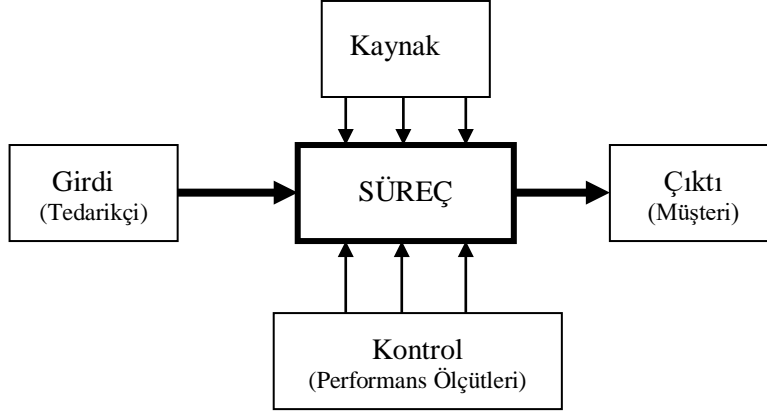 Kaynak
Girdi
(Tedarikçi)
SÜREÇ
Çıktı
(Müşteri)
Kontrol
(Performans Ölçütleri)